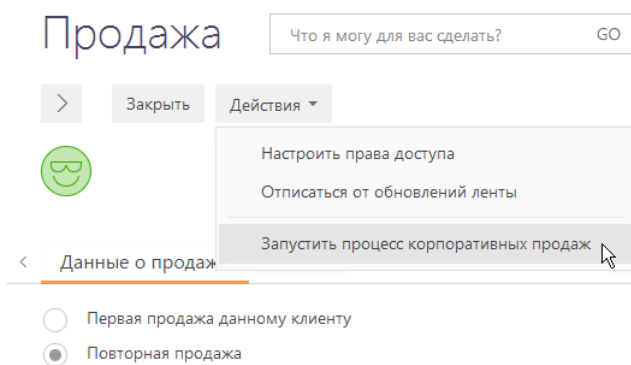 Продажа
Что я могу для вас сделать? GO
Закрыть Действия
Настроить права доступа
Отписаться от обновлений ленты
Запустить процесс корпоративных продаж
Данные о продаж
Первая продажа данному клиенту
Повторная продажа